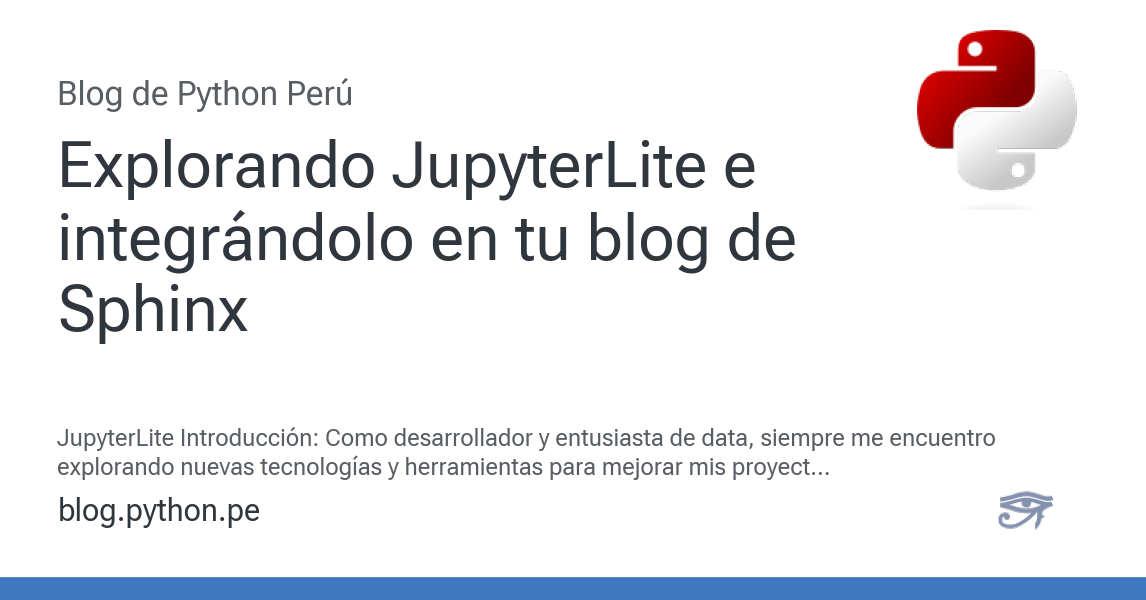 Blog de Python Perú
Explorando JupyterLite e
integrándolo en tu blog de
Sphinx
JupyterLite Introducción: Como desarrollador y entusiasta de data, siempre me encuentro
explorando nuevas tecnologías y herramientas para mejorar mis proyect...
blog.python.pe